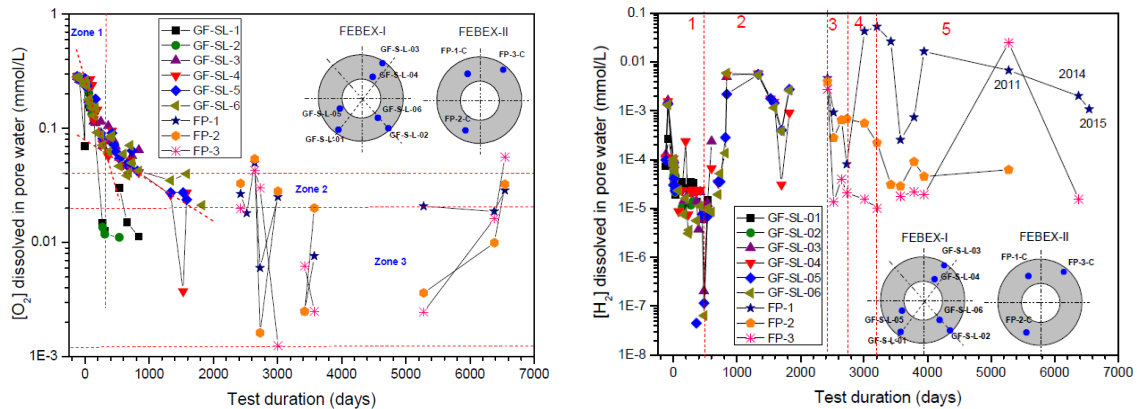 Zone 1
GF-SL-1
GF-SL-2
GF-SL-3
GF-SL-4
GF-SL-5
GF-SL-6
FP-1
FP-2
FP-3
FEBEX-I
GF-S-L-03
GF-S-L-04
GF-S-L-05
GF-S-L-06
GF-S-L-01
GF-S-L-02
FEBEX-II
FP-1-C
FP-3-C
FP-2-C
Zone 2
Zone 3
1
0.1
0.01
1E-3
[O2] dissolved in pore water (mmol/L)
0 1000 2000 3000 4000 5000 6000 7000
Test duration (days)
1 2 3 4 5
0.1
0.01
1E-3
1E-4
1E-5
1E-6
1E-7
1E-8
[H2] dissolved in pore water (mmol/L)
2011
2014
2015
GF-SL-01
GF-SL-02
GF-SL-03
GF-SL-04
GF-SL-05
GF-SL-06
FP-1
FP-2
FP-3
FEBEX-I
GF-S-L-03
GF-S-L-04
GF-S-L-05
GF-S-L-06
GF-S-L-01
GF-S-L-02
FEBEX-II
FP-1-C
FP-3-C
FP-2-C
0 1000 2000 3000 4000 5000 6000 7000
Test duration (days)